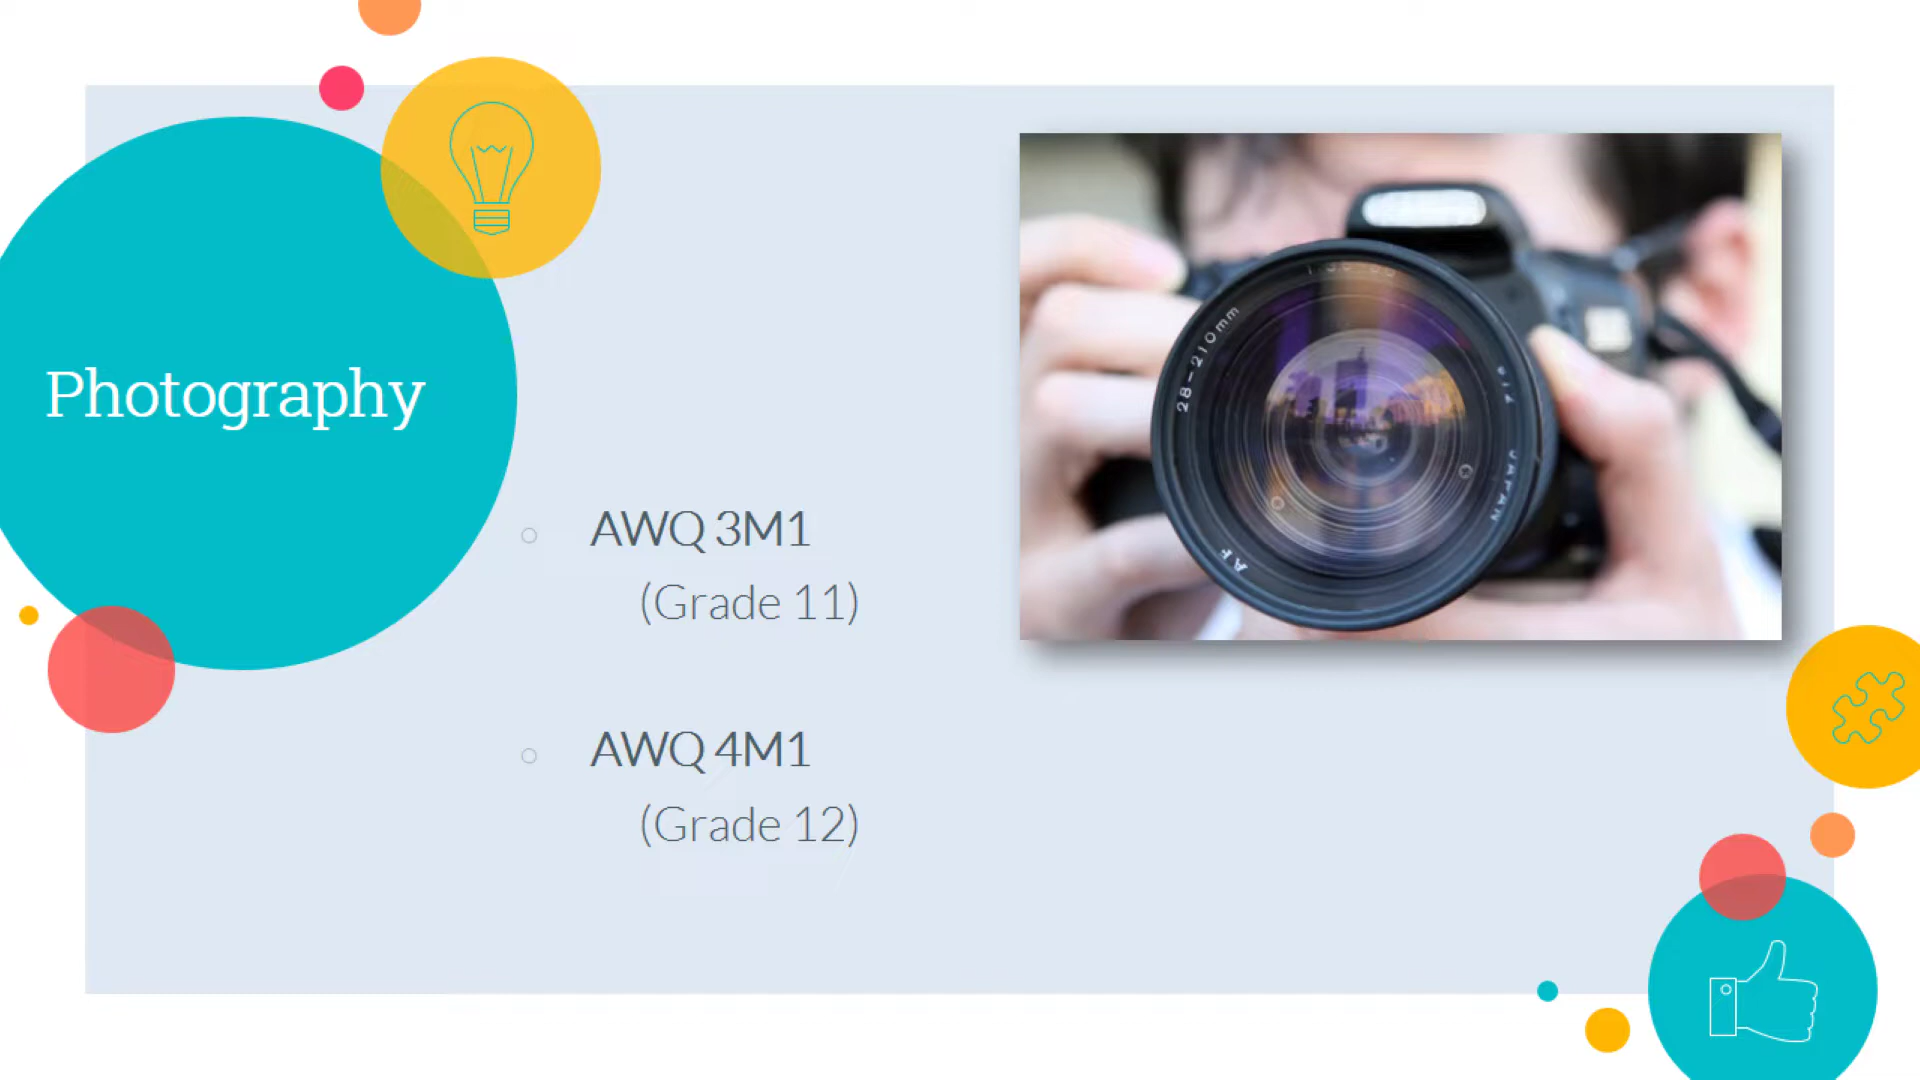 Photography
AWQ 3M1
(Grade 11)
AWQ 4M1
(Grade 12)
28-210mm
JAPAN
AF